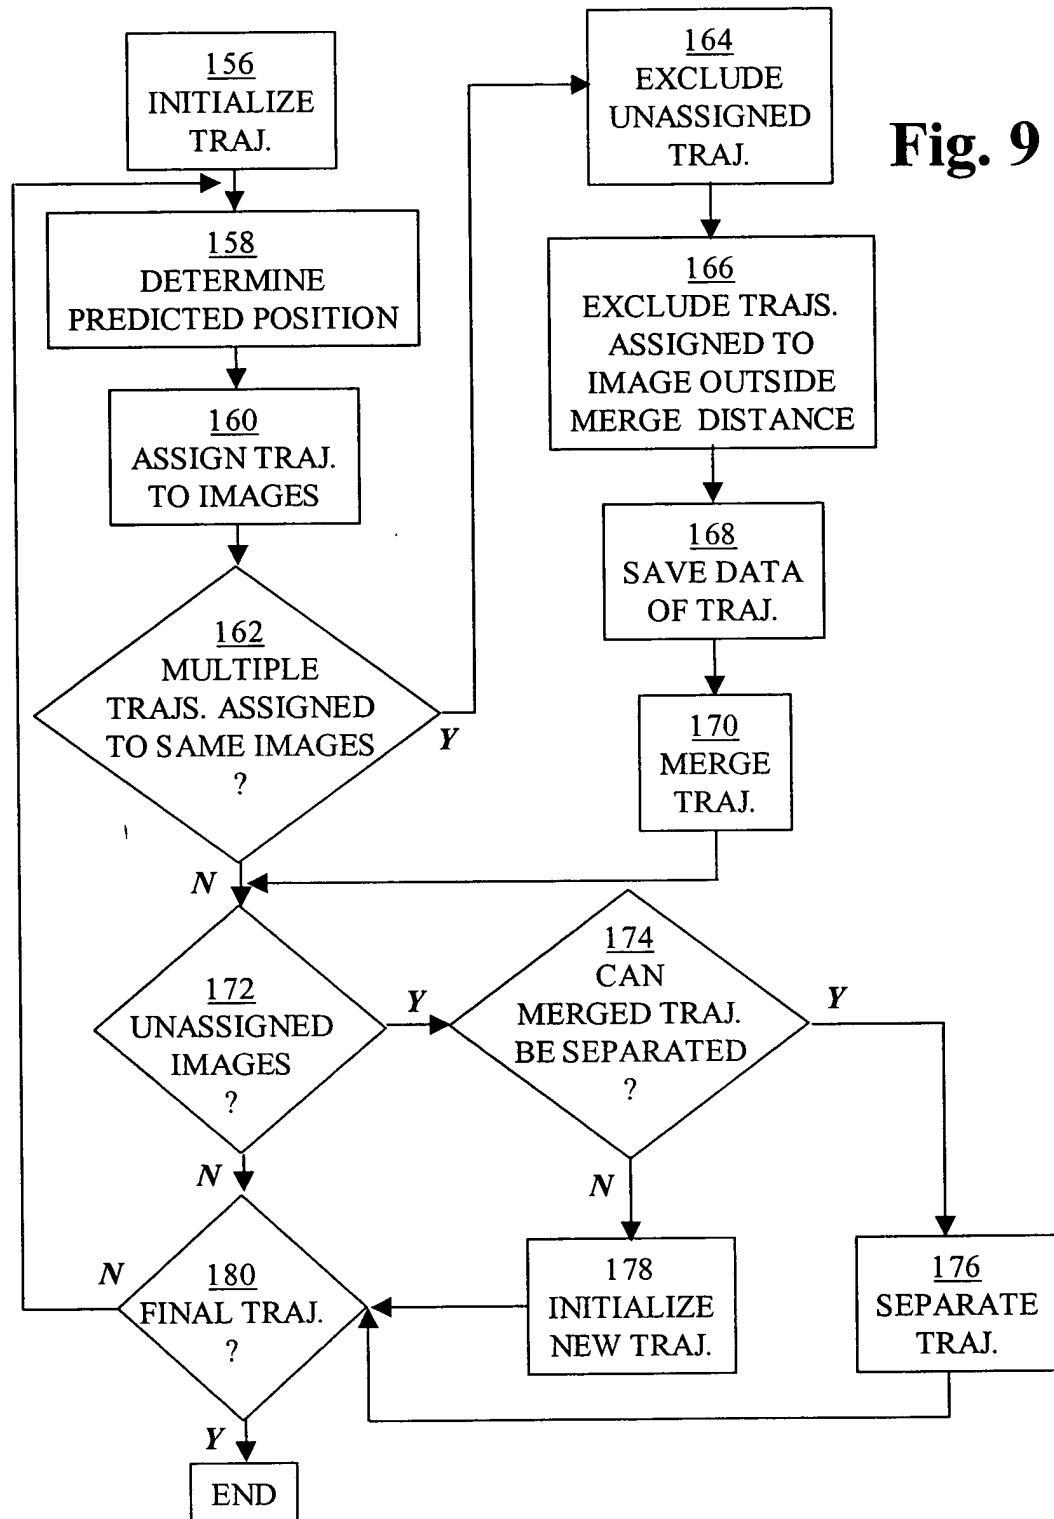 156
INITIALIZE
TRAJ.
158
DETERMINE
PREDICTED POSITION
160
ASSIGN TRAJ.
TO IMAGES
162
MULTIPLE
TRAJS. ASSIGNED
TO SAME IMAGES
?
Y
N
164
EXCLUDE
UNASSIGNED
TRAJ.
Fig. 9
166
EXCLUDE TRAJS.
ASSIGNED TO
IMAGE OUTSIDE
MERGE DISTANCE
168
SAVE DATA
OF TRAJ.
170
MERGE
TRAJ.
172
UNASSIGNED
IMAGES
?
Y
N
174
CAN
MERGED TRAJ.
BE SEPARATED
?
Y
N
176
SEPARATE
TRAJ.
178
INITIALIZE
NEW TRAJ.
180
FINAL TRAJ.
?
N
Y
END